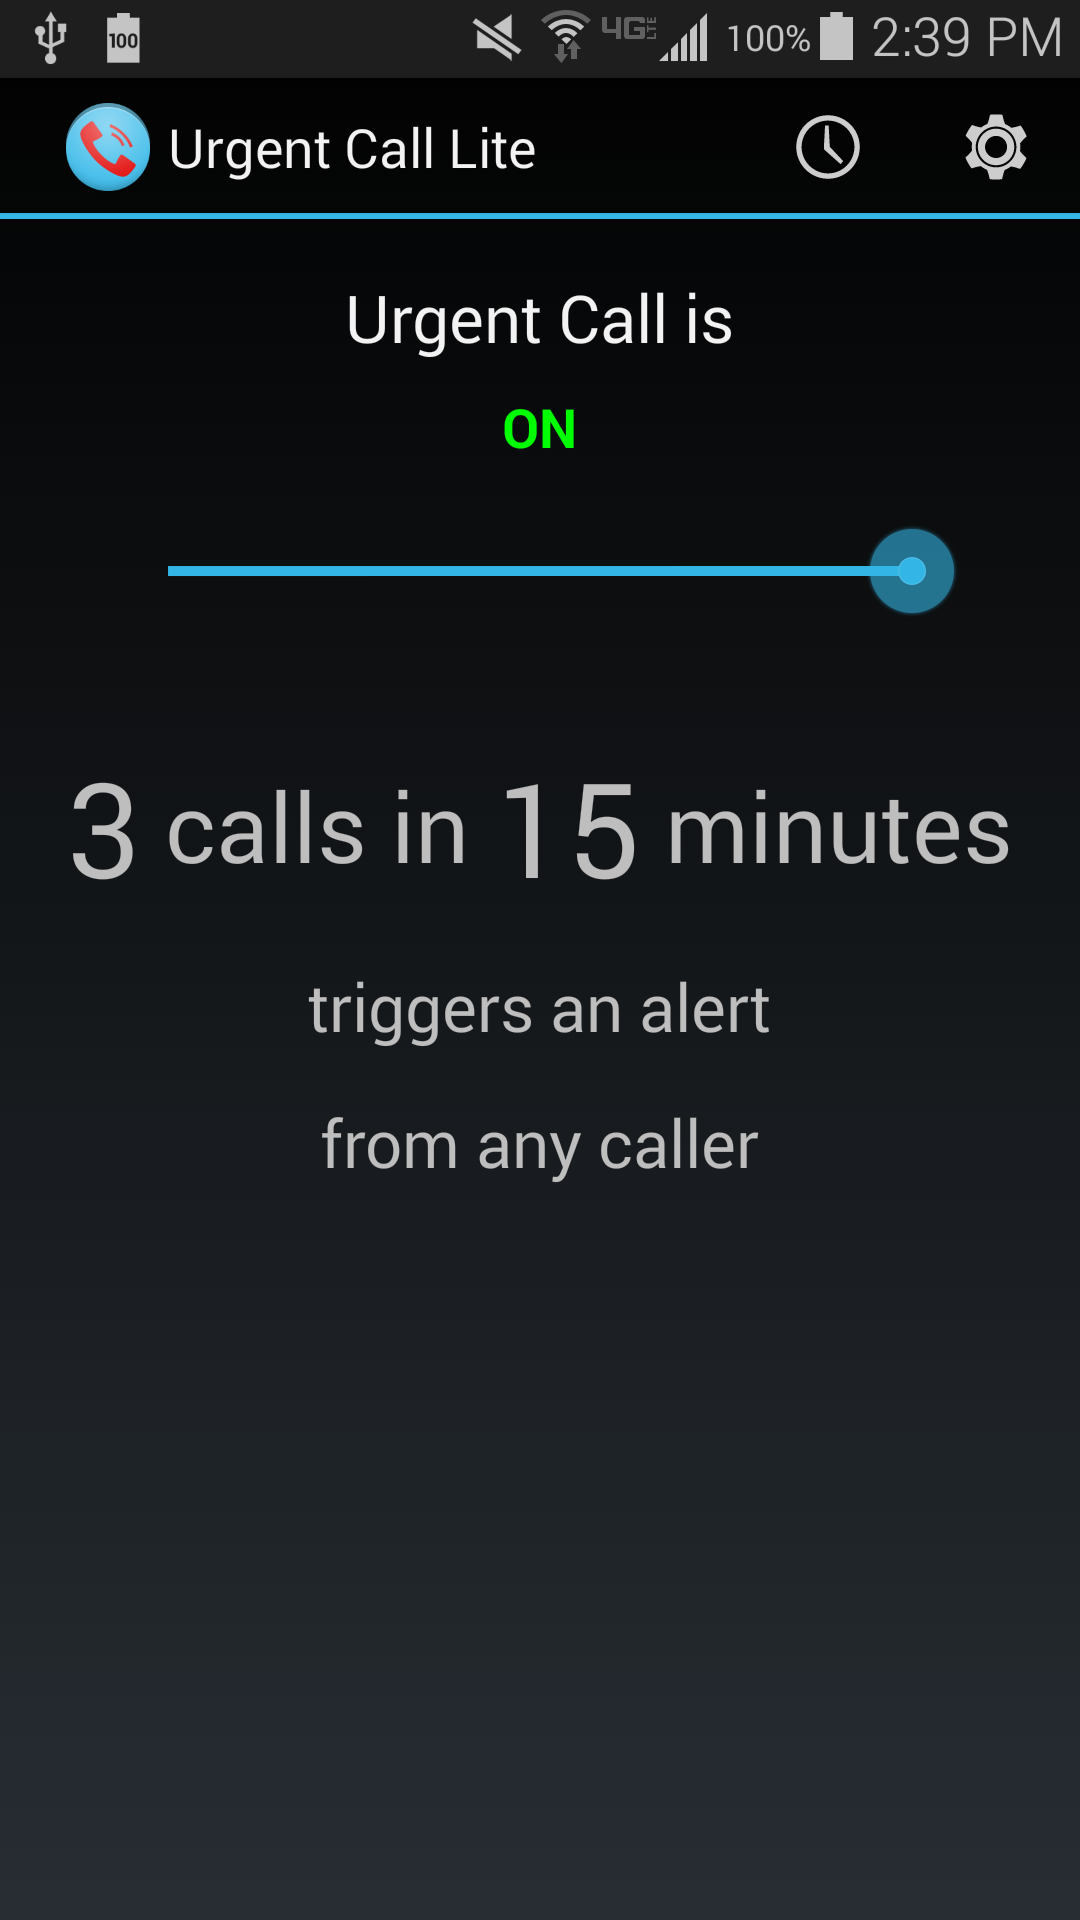 100 4G LTE 100% 2:39 PM
Urgent Call Lite
Urgent Call is
ON
3 calls in 15 minutes
triggers an alert
from any caller